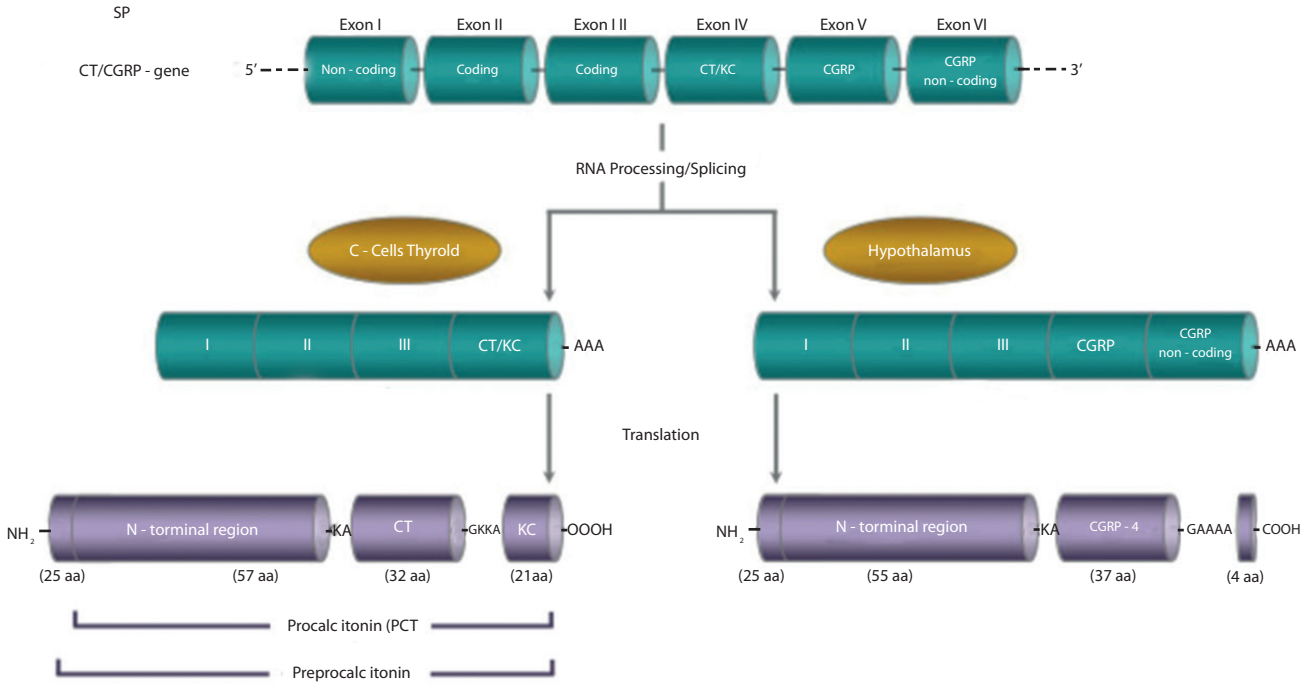 SP
Exon I Exon II Exon I II Exon IV Exon V Exon VI
CT/CGRP - gene 5′ Non - coding Coding Coding CT/KC CGRP CGRP non - coding 3′
RNA Processing/Splicing
C - Cells Thyrold Hypothalamus
I II III CT/KC AAA
I II III CGRP CGRP non - coding AAA
Translation
NH2 N - torminal region KA CT GKKA KC OOOH
(25 aa) (57 aa) (32 aa) (21aa)
NH2 N - torminal region KA CGRP - 4 GAAAA COOH
(25 aa) (55 aa) (37 aa) (4 aa)
Procalc itonin (PCT
Preprocalc itonin